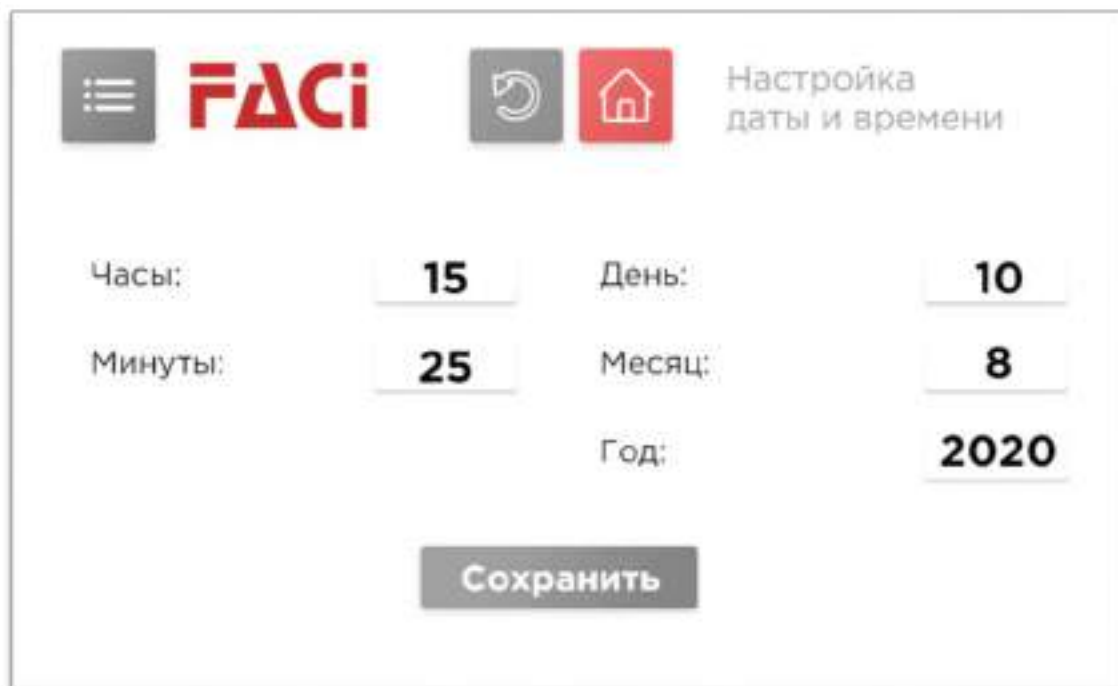 FACi
Настройка
даты и времени
Часы: 15 День: 10
Минуты: 25 Месяц: 8
Год: 2020
Сохранить